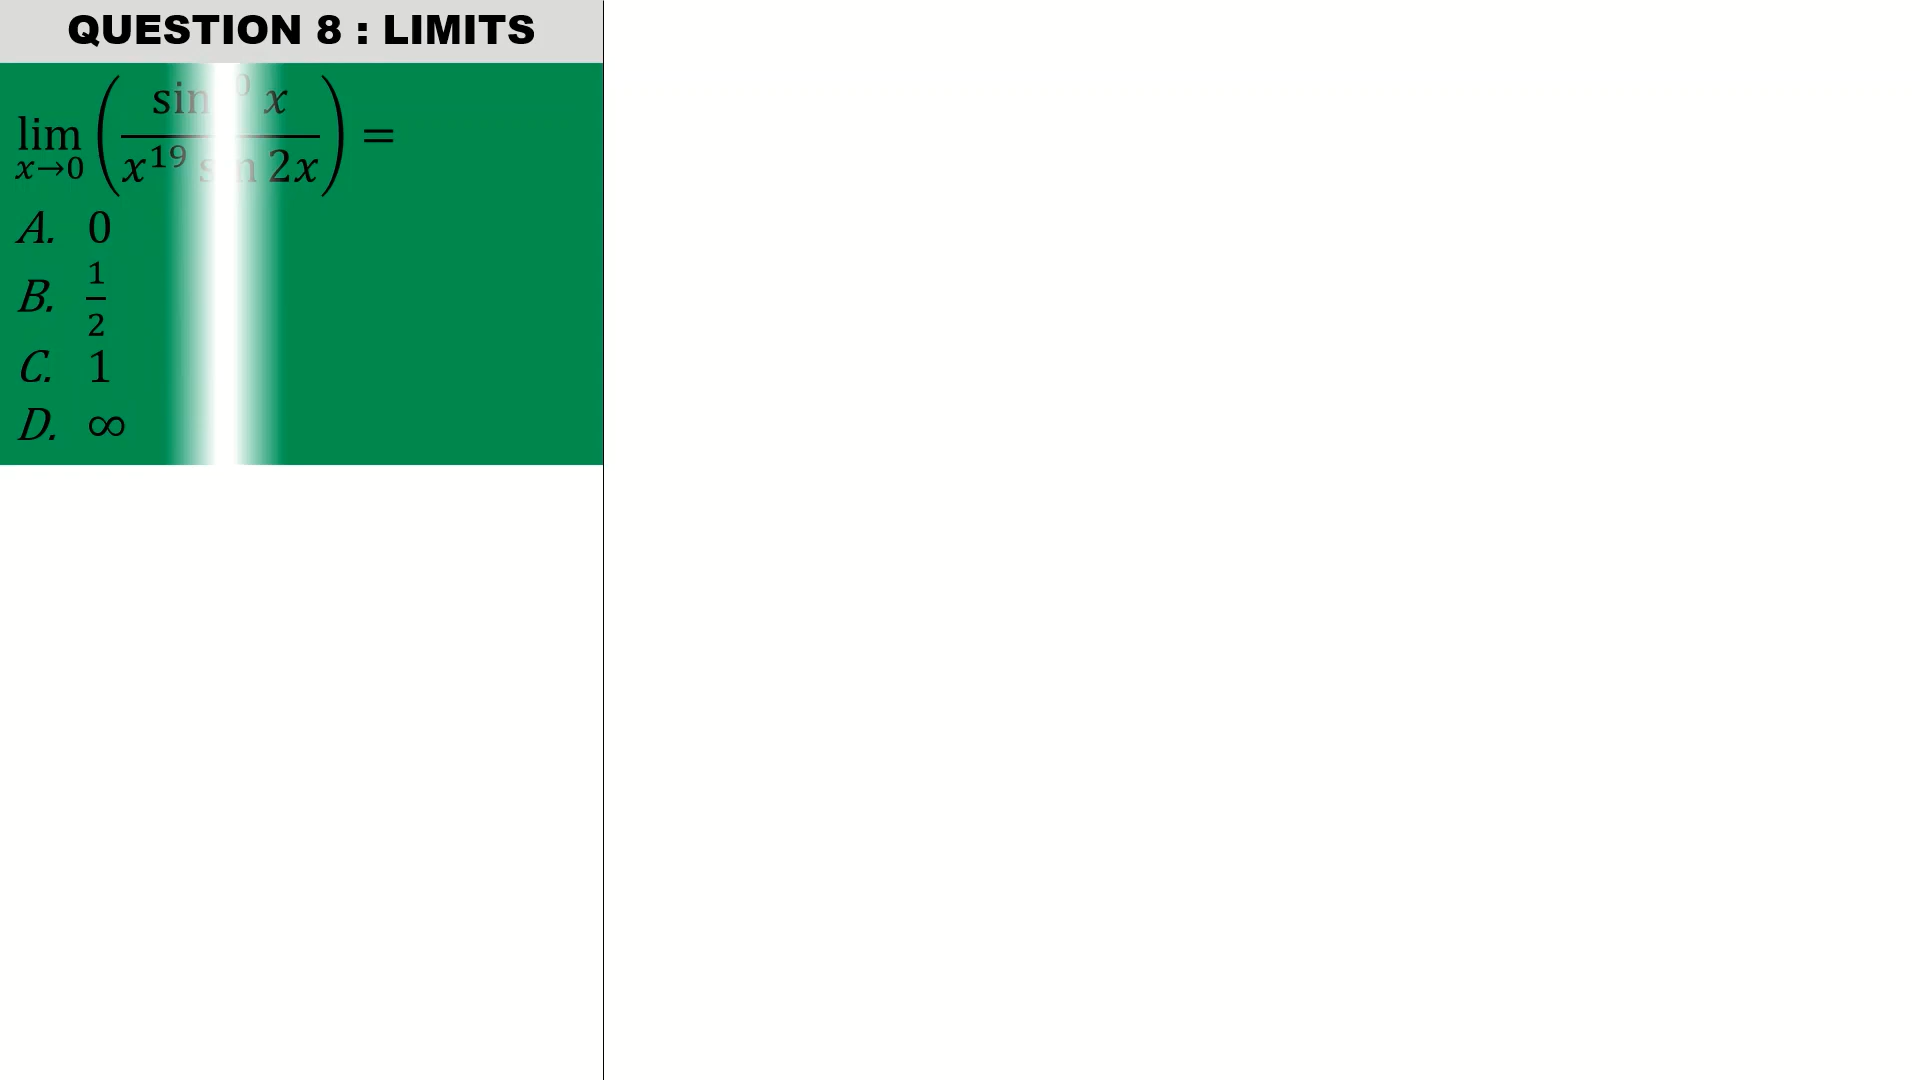 QUESTION 8 : LIMITS
lim x→0 ( sin x / x¹⁹ 2x ) =
A. 0
B. 1/2
C. 1
D. ∞